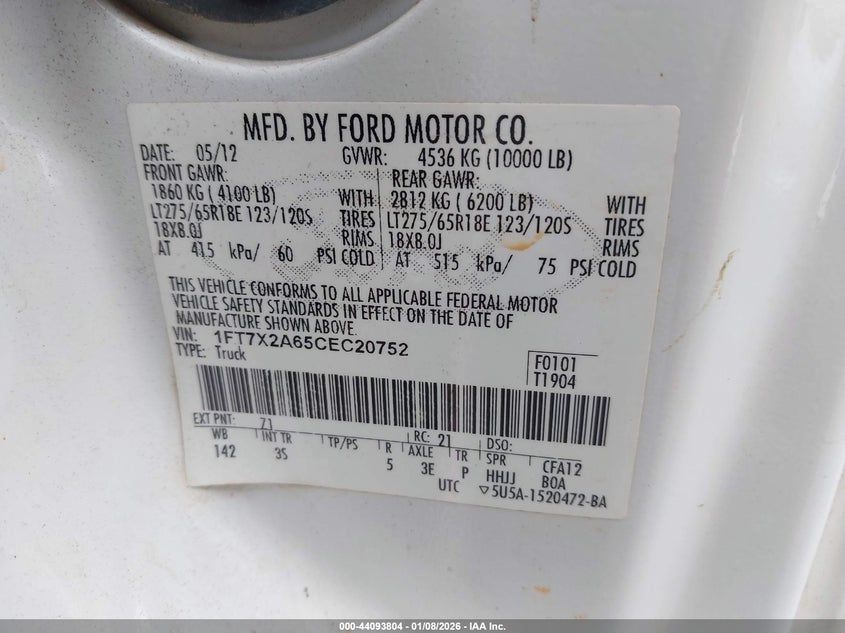 MFD. BY FORD MOTOR CO.
DATE: 05/12 GVWR: 4536 KG (10000 LB)
FRONT GAWR: REAR GAWR:
1860 KG ( 4100 LB) WITH 2812 KG ( 6200 LB) WITH
LT275/65R18E 123/120S TIRES LT275/65R18E 123/120S TIRES
18X8.0J RIMS 18X8.0J RIMS
AT 415 kPa/ 60 PSI COLD AT 515 kPa/ 75 PSI COLD
THIS VEHICLE CONFORMS TO ALL APPLICABLE FEDERAL MOTOR
VEHICLE SAFETY STANDARDS IN EFFECT ON THE DATE OF
MANUFACTURE SHOWN ABOVE.
VIN: 1FT7X2A65CEC20752
TYPE: Truck
F0101
T1904
EXT PNT: 71 RC: 21 DSO:
WB INT TR TP/PS R AXLE TR SPR CFA12
142 3S 5 3E P HHJJ B0A
UTC ▽5U5A-1520472-BA
000-44093804 | 01/08/2026 - IAA Inc.